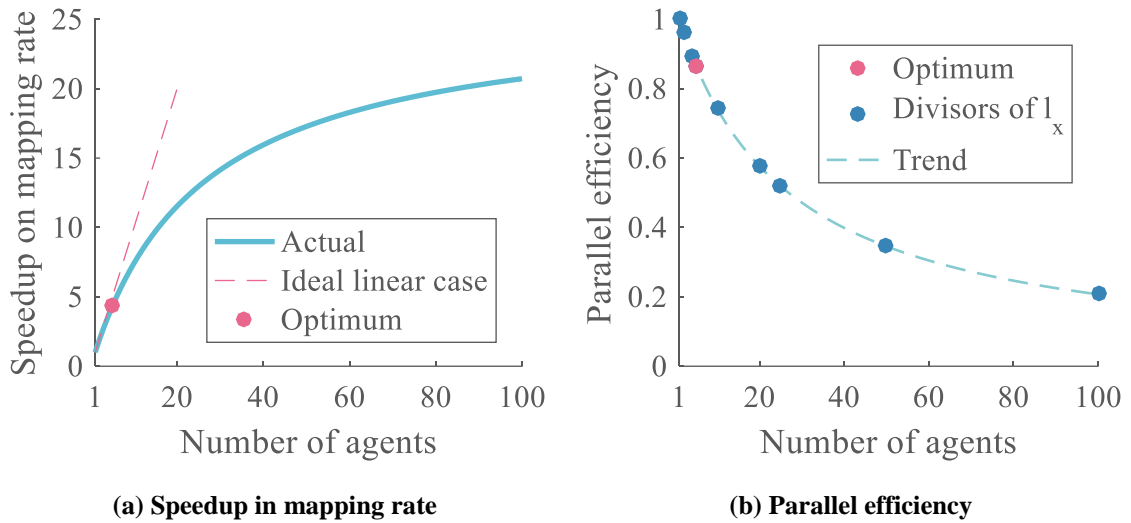 Speedup on mapping rate
25
20
15
10
5
0
1
20
40
60
80
100
Number of agents
Actual
Ideal linear case
Optimum
(a) Speedup in mapping rate
Parallel efficiency
1
0.8
0.6
0.4
0.2
0
1
20
40
60
80
100
Number of agents
Optimum
Divisors of l_x
Trend
(b) Parallel efficiency